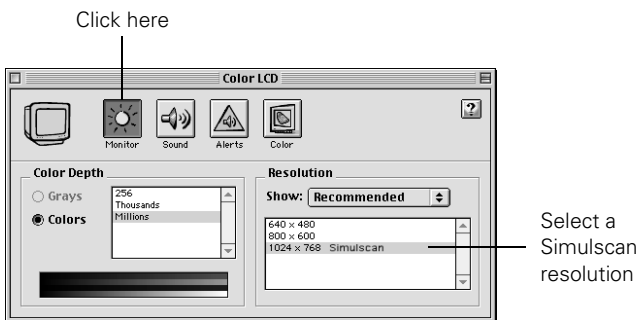 Click here
Color LCD
Monitor
Sound
Alerts
Color
?
Color Depth
Grays
Colors
256
Thousands
Millions
Resolution
Show: Recommended
640 x 480
800 x 600
1024 x 768 Simulscan
Select a
Simulscan
resolution